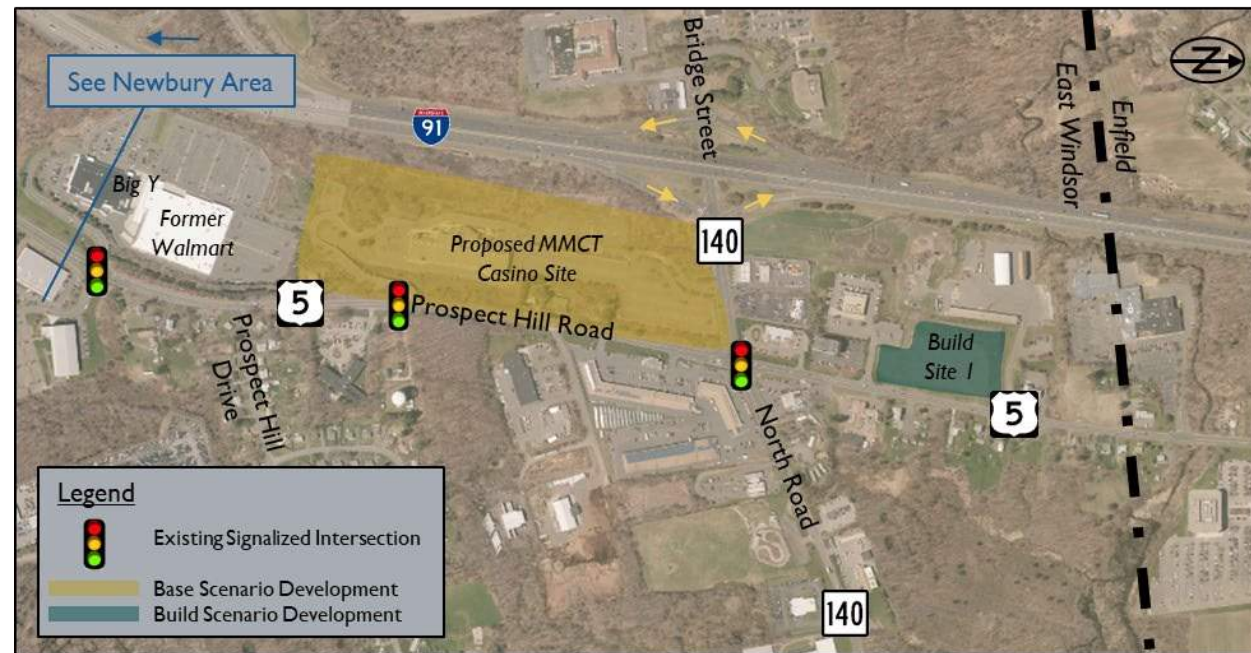 See Newbury Area
Bridge Street
N
East Windsor
Enfield
INTERSTATE
91
Big Y
Former
Walmart
Proposed MMCT
Casino Site
140
5
Prospect Hill Road
Prospect Hill
Drive
Build
Site 1
5
North Road
140
Legend
Existing Signalized Intersection
Base Scenario Development
Build Scenario Development